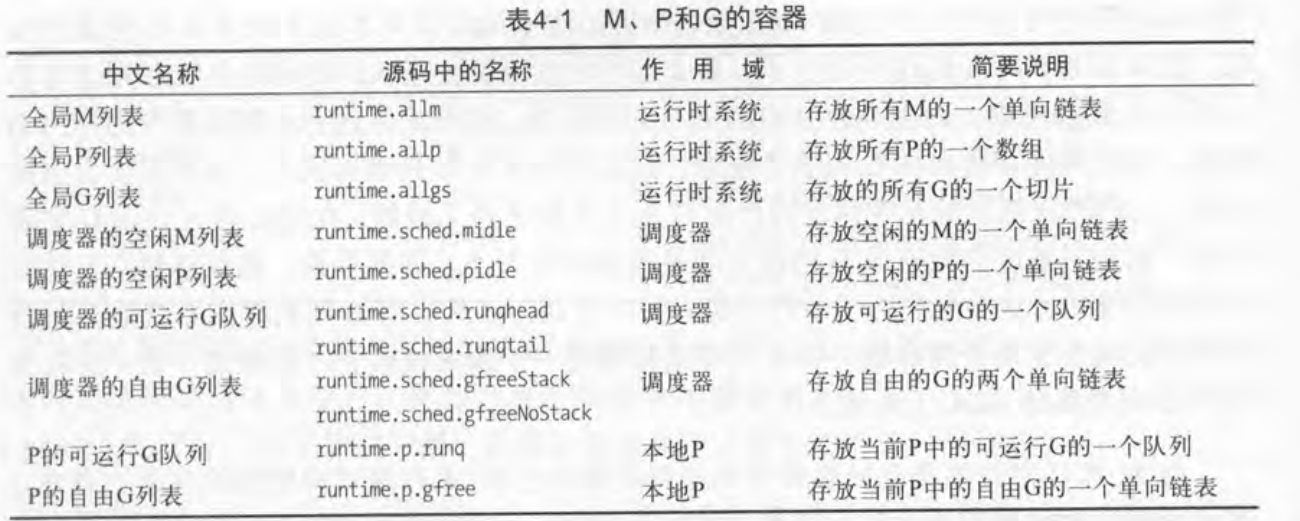 表4-1 M、P和G的容器
中文名称 源码中的名称 作 用 域 简要说明
全局M列表 runtime.allm 运行时系统 存放所有M的一个单向链表
全局P列表 runtime.allp 运行时系统 存放所有P的一个数组
全局G列表 runtime.allgs 运行时系统 存放的所有G的一个切片
调度器的空闲M列表 runtime.sched.midle 调度器 存放空闲的M的一个单向链表
调度器的空闲P列表 runtime.sched.pidle 调度器 存放空闲的P的一个单向链表
调度器的可运行G队列 runtime.sched.runqhead 调度器 存放可运行的G的一个队列
runtime.sched.runqtail
调度器的自由G列表 runtime.sched.gfreeStack 调度器 存放自由的G的两个单向链表
runtime.sched.gfreeNoStack
P的可运行G队列 runtime.p.runq 本地P 存放当前P中的可运行G的一个队列
P的自由G列表 runtime.p.gfree 本地P 存放当前P中的自由G的一个单向链表